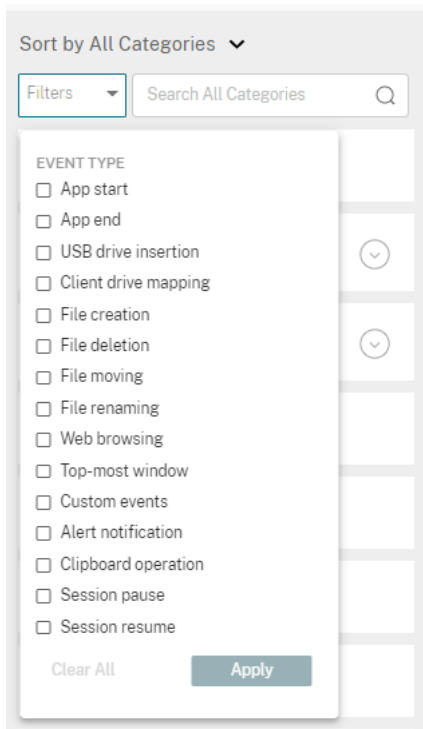 Sort by All Categories
Filters Search All Categories
EVENT TYPE
App start
App end
USB drive insertion
Client drive mapping
File creation
File deletion
File moving
File renaming
Web browsing
Top-most window
Custom events
Alert notification
Clipboard operation
Session pause
Session resume
Clear All Apply